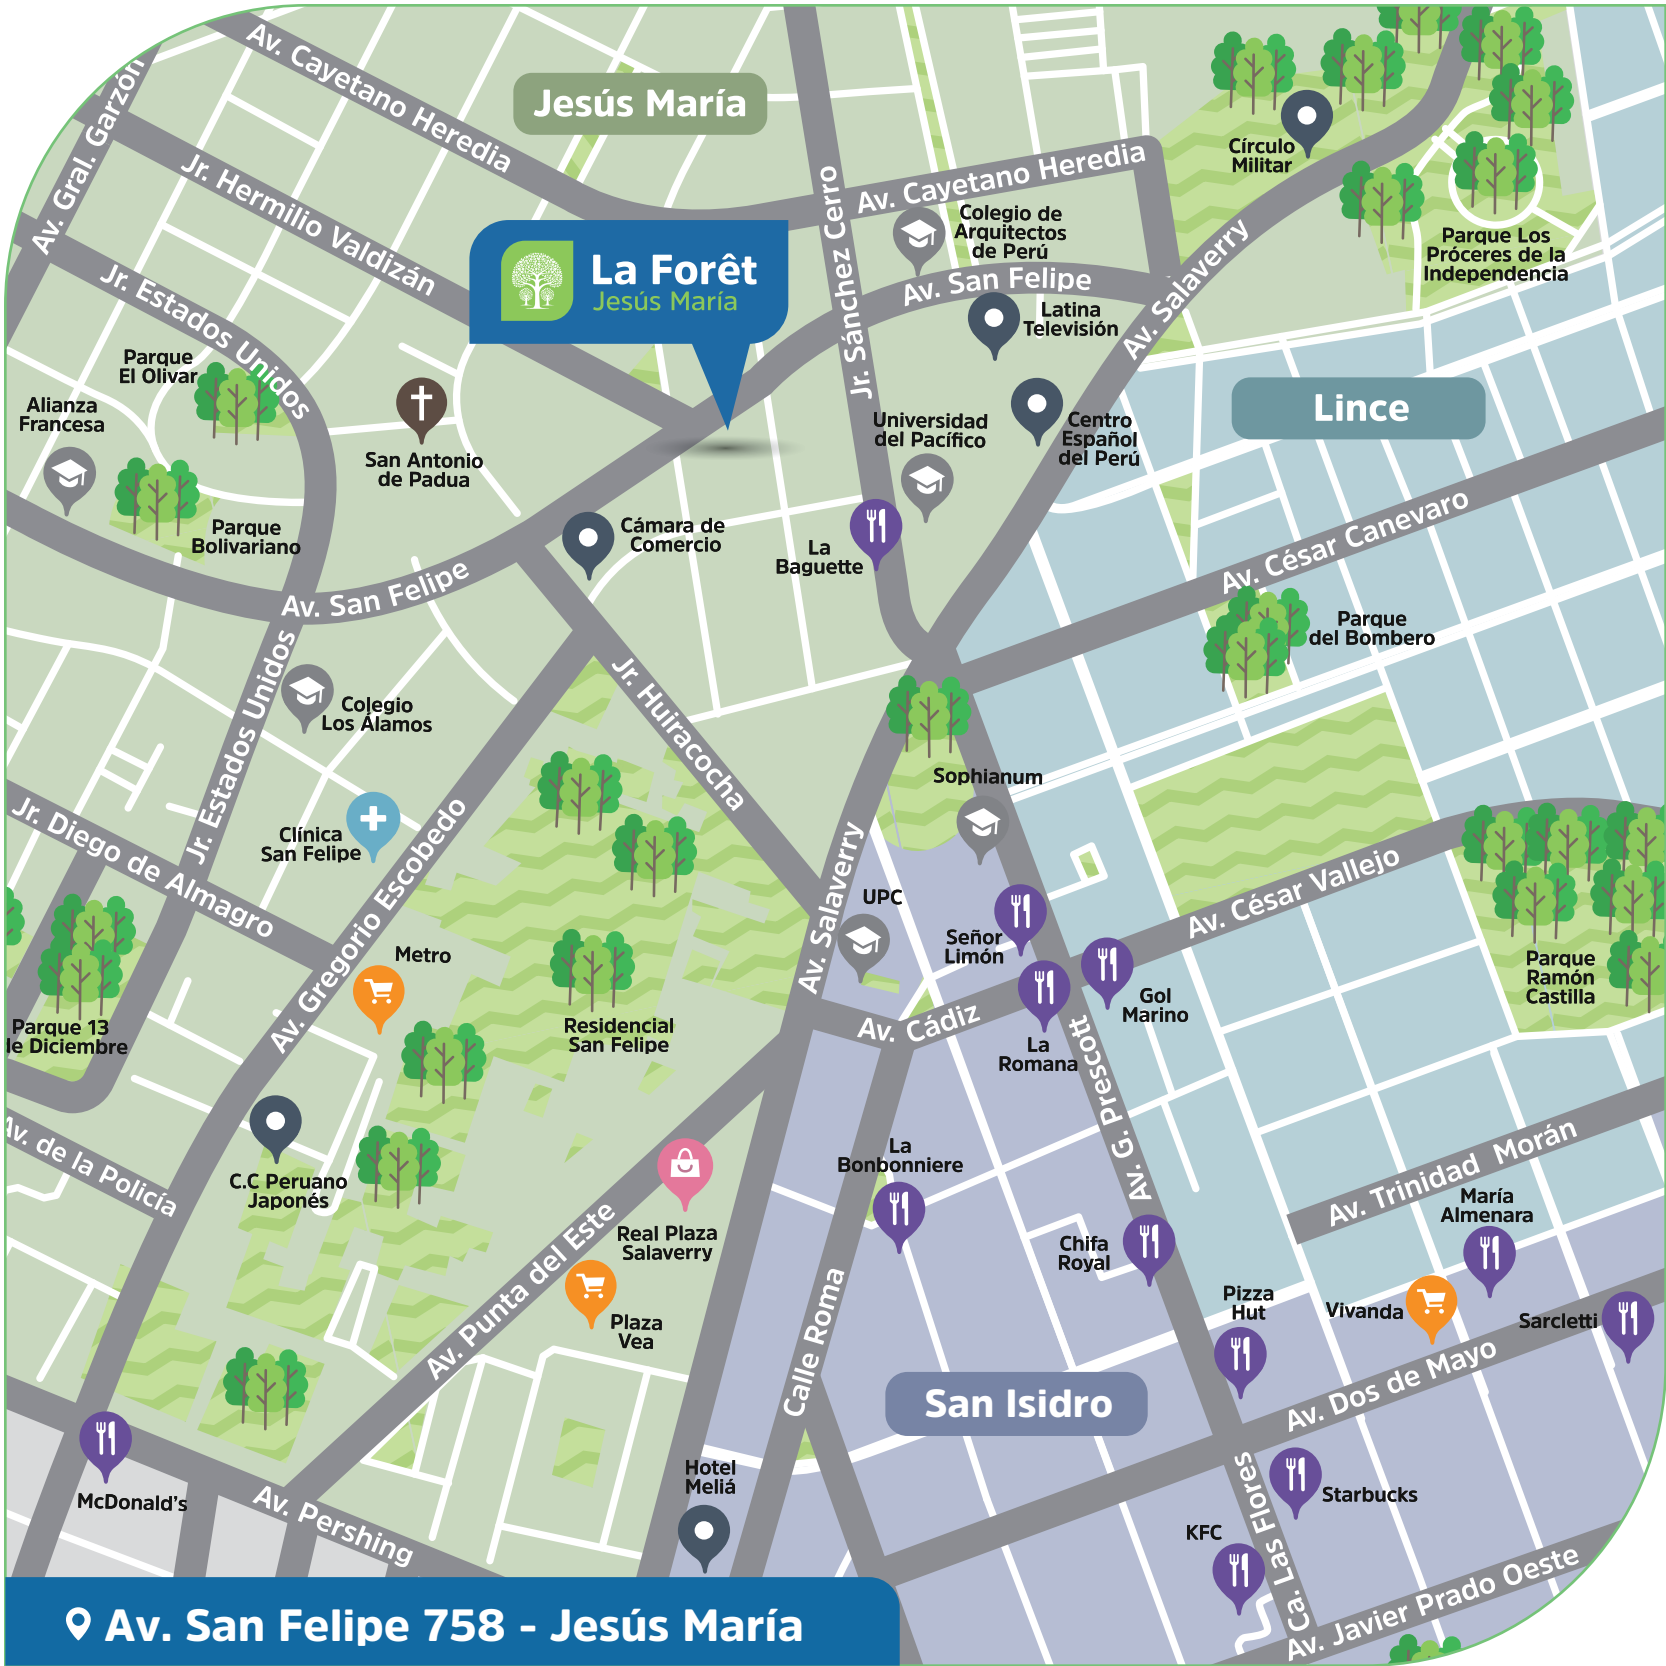 Av. Cayetano Heredia
Jesús María
Av. Gral. Garzón
Jr. Hermilio Valdizán
Av. Cayetano Heredia
Círculo
Militar
Colegio de
Arquitectos
de Perú
Parque Los
Próceres de la
Independencia
La Forêt
Jesús María
Jr. Estados Unidos
Jr. Sánchez Cerro
Av. San Felipe
Latina
Televisión
Av. Salaverry
Parque
El Olivar
Alianza
Francesa
San Antonio
de Padua
Universidad
del Pacífico
Centro
Español
del Perú
Lince
Parque
Bolivariano
Cámara de
Comercio
La
Baguette
Av. César Canevaro
Av. San Felipe
Parque
del Bombero
Jr. Estados Unidos
Colegio
Los Álamos
Jr. Huiracocha
Sophianum
Jr. Diego de Almagro
Clínica
San Felipe
Av. Gregorio Escobedo
Av. Salaverry
UPC
Señor
Limón
Av. César Vallejo
Metro
Parque
Ramón
Castilla
Gol
Marino
Parque 13
de Diciembre
Residencial
San Felipe
Av. Cádiz
La
Romana
Av. G. Prescott
Av. de la Policía
C.C Peruano
Japonés
La
Bonbonniere
Av. Trinidad Morán
María
Almenara
Real Plaza
Salaverry
Chifa
Royal
Av. Punta del Este
Plaza
Vea
Calle Roma
Pizza
Hut
Vivanda
Sarcletti
Av. Dos de Mayo
San Isidro
McDonald's
Av. Pershing
Hotel
Meliá
Ca. Las Flores
Starbucks
KFC
Av. Javier Prado Oeste
Av. San Felipe 758 - Jesús María